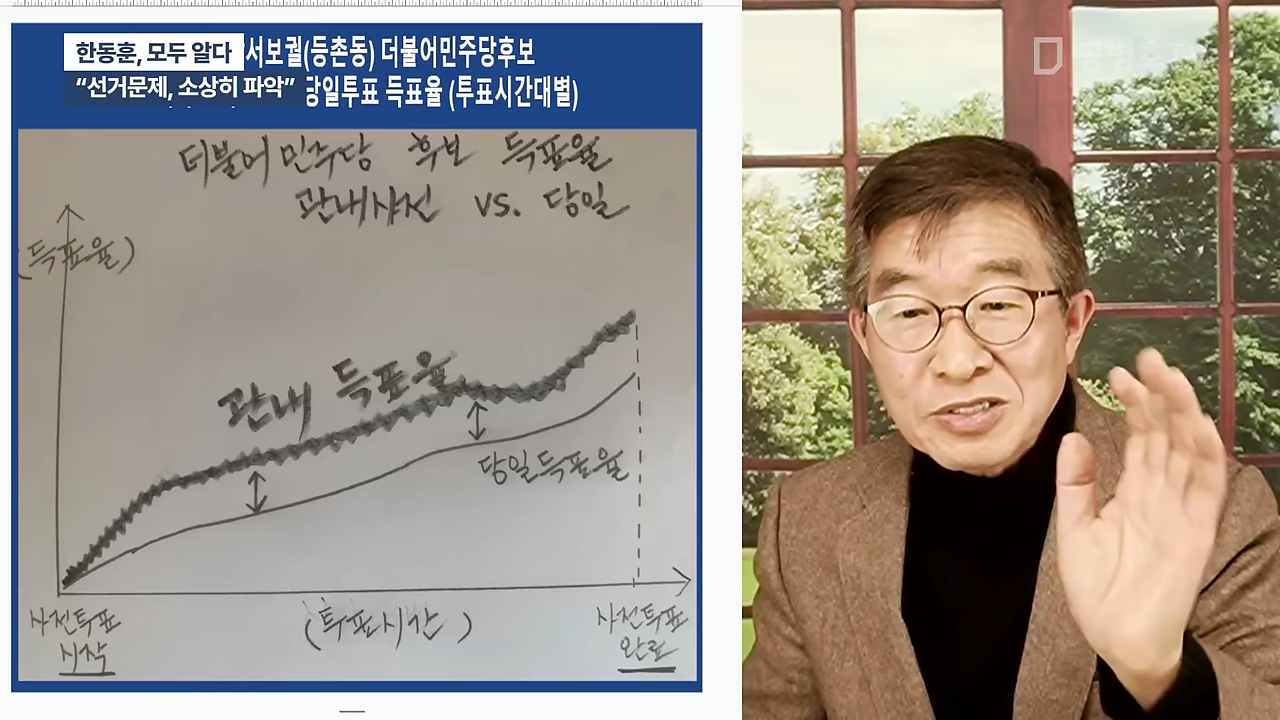 한동훈, 모두 알다
서보궐(등촌동) 더불어민주당후보
“선거문제, 소상히 파악”
당일투표 득표율 (투표시간대별)
더불어민주당 후보 득표율
관내사전 vs. 당일
(득표율)
관내 득표율
당일득표율
사전투표
시작
(투표시간)
사전투표
완료